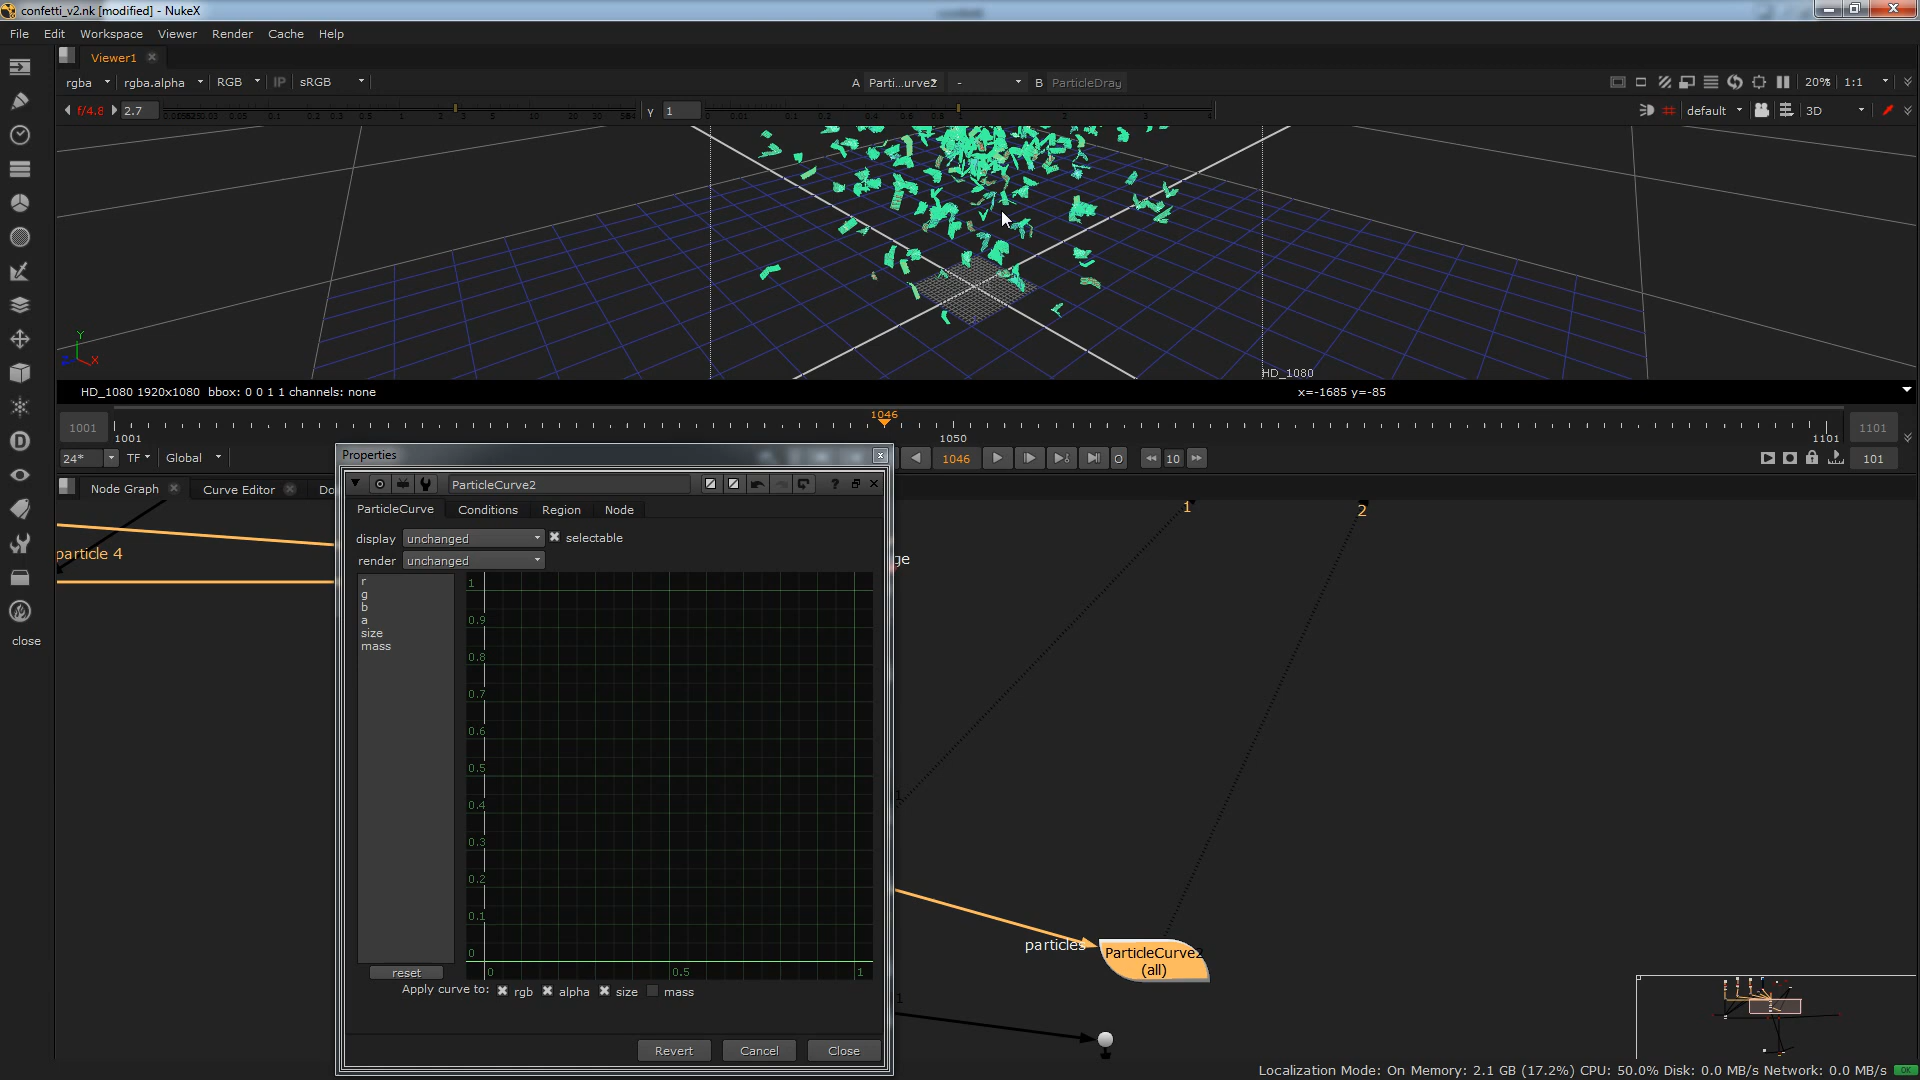 confetti_v2.nk [modified] - NukeX
File Edit Workspace Viewer Render Cache Help
Viewer1
rgba rgba.alpha RGB IP sRGB A Parti...urve2 - B ParticleDrag 20% 1:1
f/4.8 2.7 Y 1 default 3D
Y
X
HD_1080
HD_1080 1920x1080 bbox: 0 0 1 1 channels: none x=-1685 y=-85
1046
1001 1101
1001 1050 1101
24* TF Global 1046 10 101
Properties
Node Graph Curve Editor Do
ParticleCurve2
ParticleCurve Conditions Region Node
1 2
display unchanged selectable
render unchanged
particle 4
ge
r
g
b
a
size
mass
1
0.9
0.8
0.7
0.6
0.5
0.4
0.3
0.2
0.1
0
0 0.5 1
reset
Apply curve to: rgb alpha size mass
Revert Cancel Close
close
particles
ParticleCurve2
(all)
1
1
Localization Mode: On Memory: 2.1 GB (17.2%) CPU: 50.0% Disk: 0.0 MB/s Network: 0.0 MB/s OK